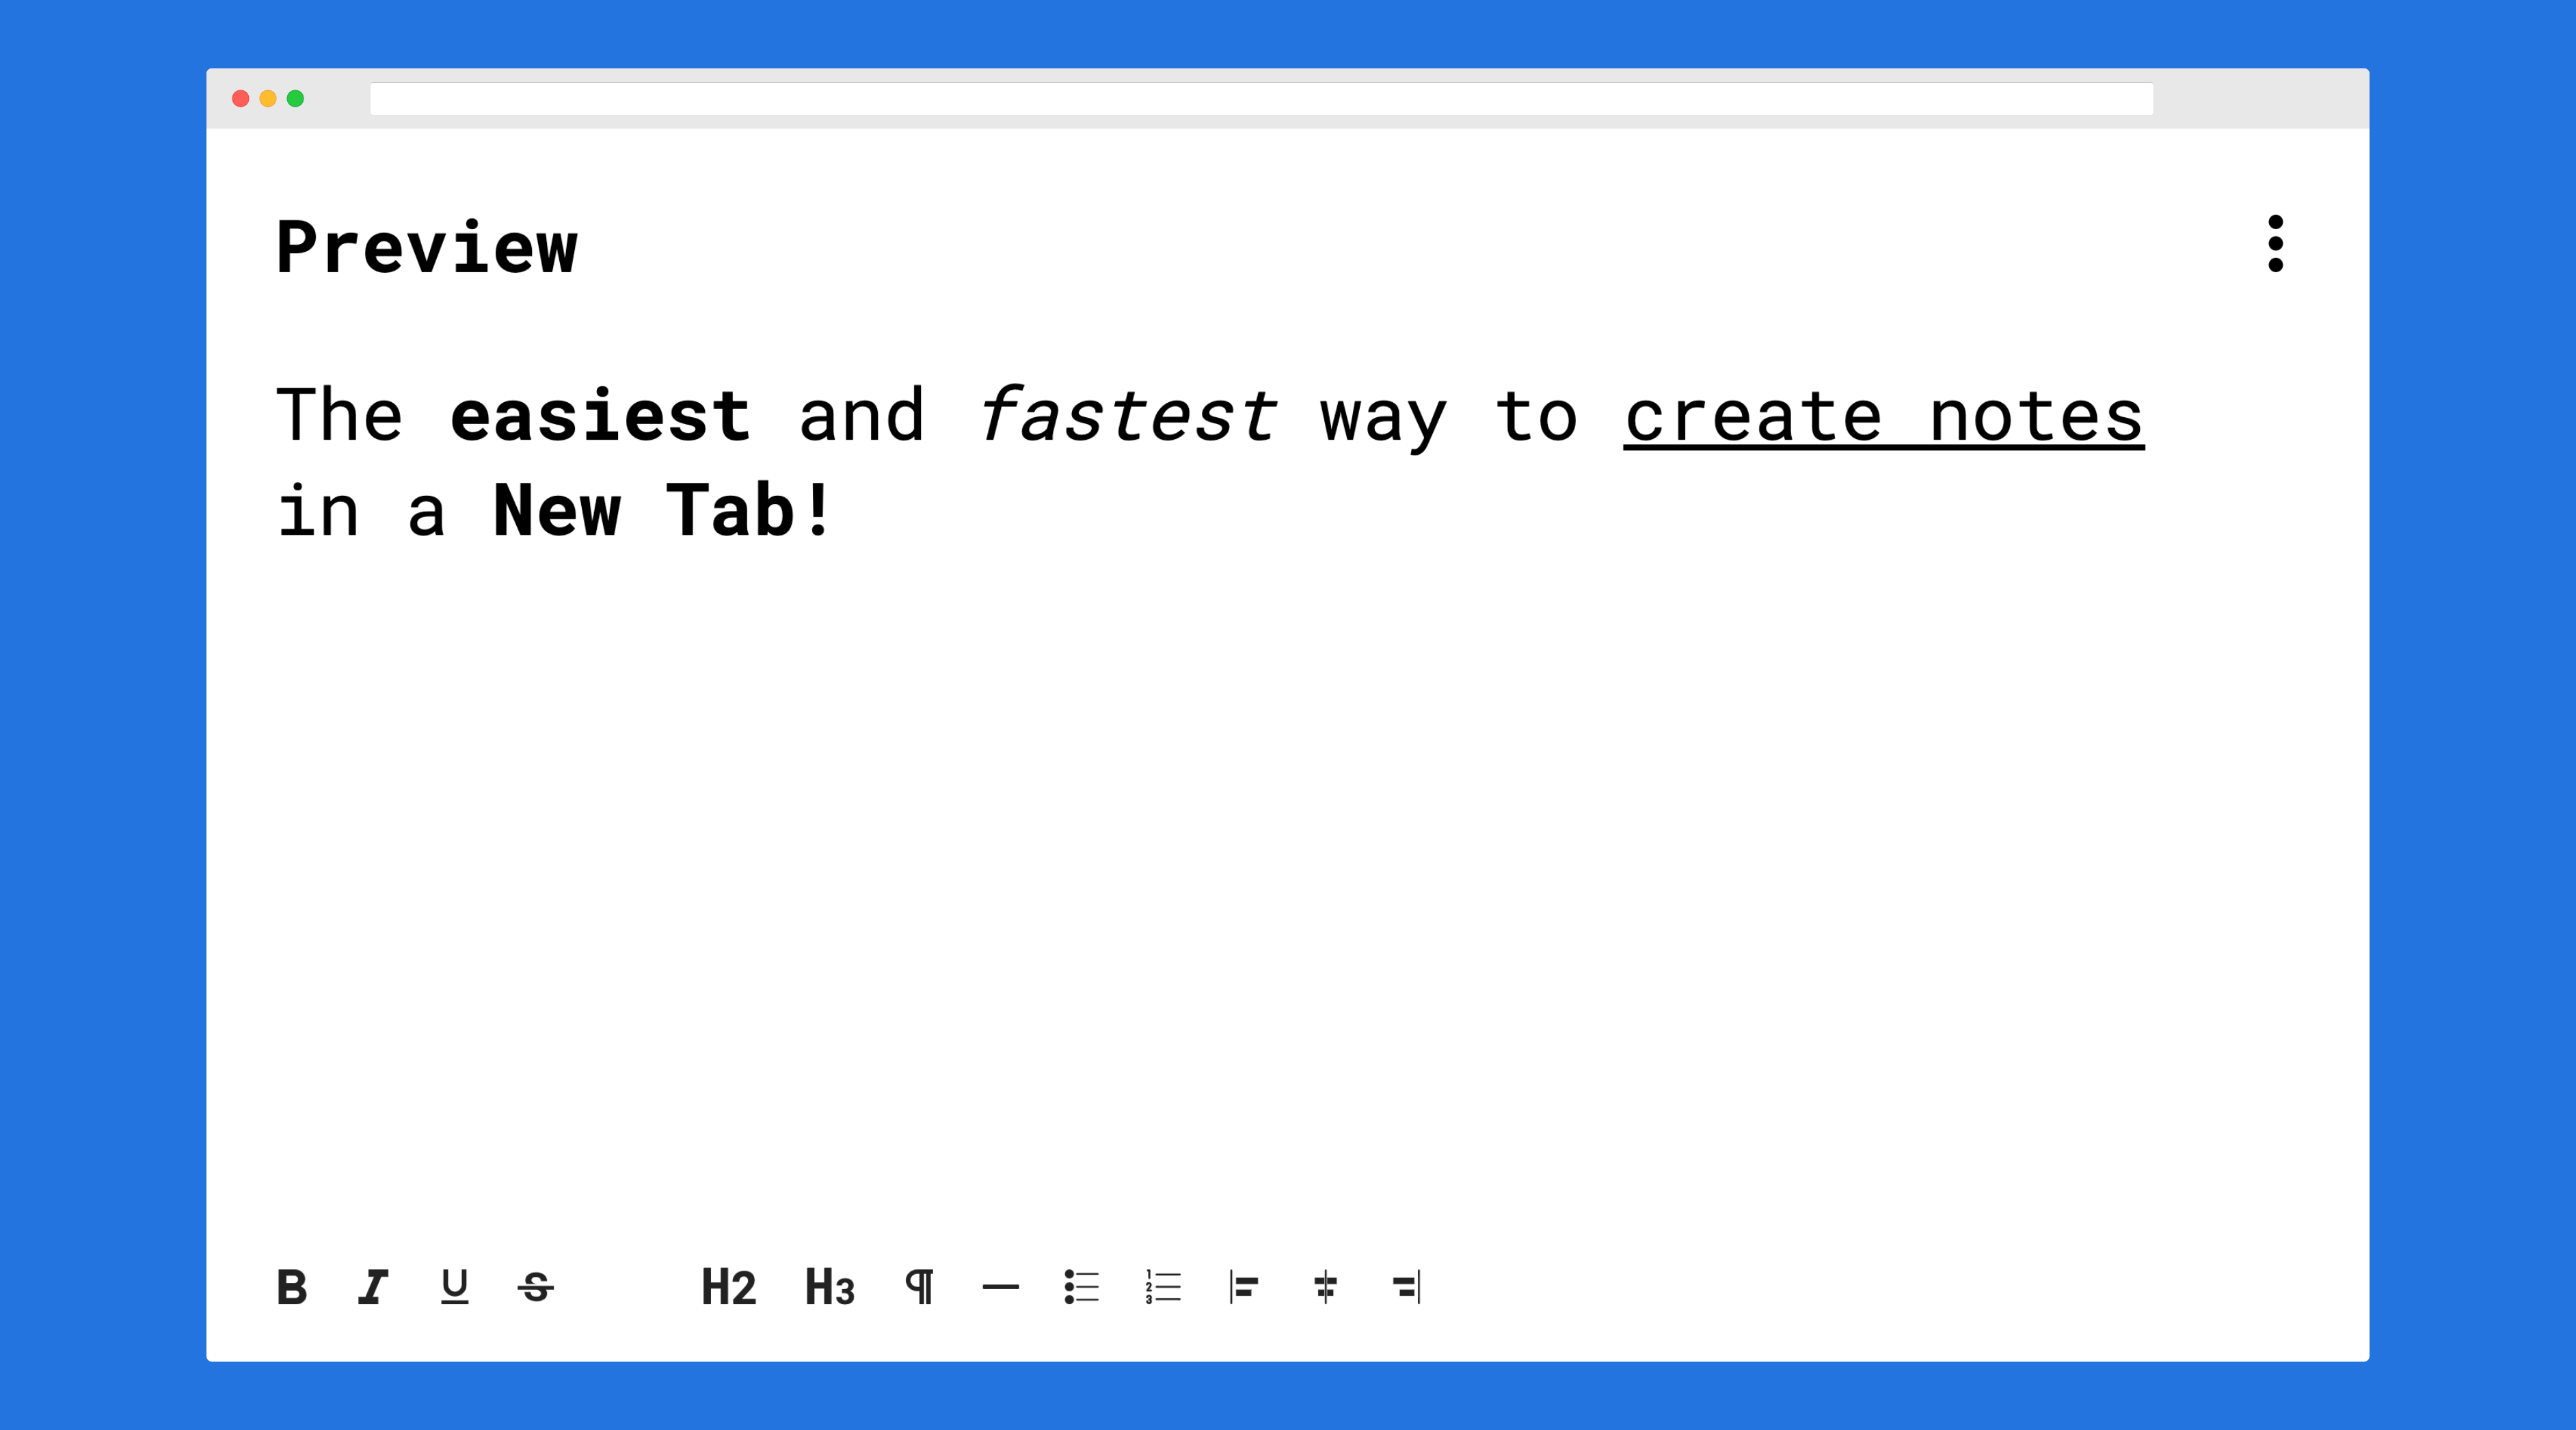 Preview
The easiest and fastest way to create notes
in a New Tab!
B I U S H2 H3 ¶ —